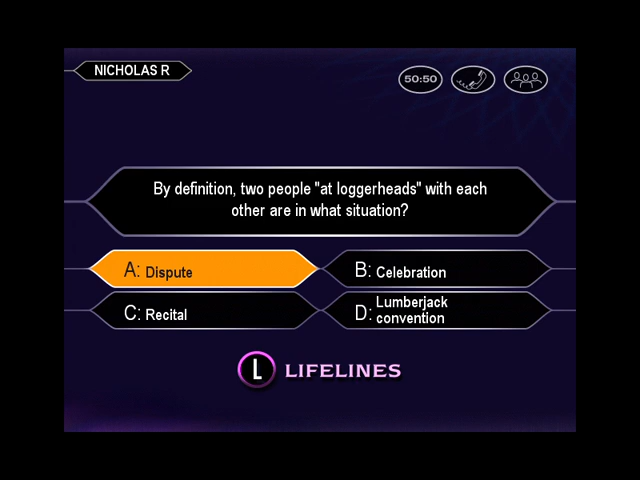 NICHOLAS R
50:50
By definition, two people "at loggerheads" with each
other are in what situation?
A: Dispute
B: Celebration
C: Recital
D: Lumberjack
convention
L LIFELINES